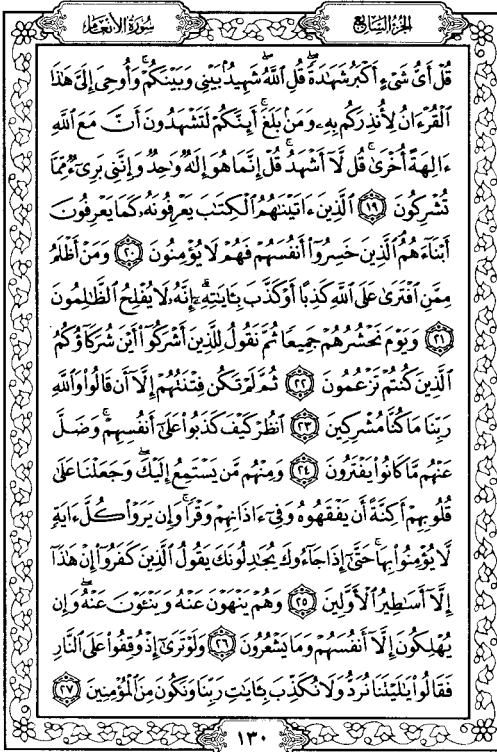 الجزء السابع
سورة الأنعام
قُلْ أَىُّ شَىْءٍ أَكْبَرُ شَهَٰدَةً ۖ قُلِ ٱللَّهُ ۖ شَهِيدٌۢ بَيْنِى وَبَيْنَكُمْ ۚ وَأُوحِىَ إِلَىَّ هَٰذَا
ٱلْقُرْءَانُ لِأُنذِرَكُم بِهِۦ وَمَنۢ بَلَغَ ۚ أَئِنَّكُمْ لَتَشْهَدُونَ أَنَّ مَعَ ٱللَّهِ
ءَالِهَةً أُخْرَىٰ ۚ قُل لَّآ أَشْهَدُ ۚ قُلْ إِنَّمَا هُوَ إِلَٰهٌ وَٰحِدٌ وَإِنَّنِى بَرِىٓءٌ مِّمَّا
تُشْرِكُونَ ١٩ ٱلَّذِينَ ءَاتَيْنَٰهُمُ ٱلْكِتَٰبَ يَعْرِفُونَهُۥ كَمَا يَعْرِفُونَ
أَبْنَآءَهُمُ ٱلَّذِينَ خَسِرُوٓا۟ أَنفُسَهُمْ فَهُمْ لَا يُؤْمِنُونَ ٢٠ وَمَنْ أَظْلَمُ
مِمَّنِ ٱفْتَرَىٰ عَلَى ٱللَّهِ كَذِبًا أَوْ كَذَّبَ بِـَٔايَٰتِهِۦٓ ۗ إِنَّهُۥ لَا يُفْلِحُ ٱلظَّٰلِمُونَ
٢١ وَيَوْمَ نَحْشُرُهُمْ جَمِيعًا ثُمَّ نَقُولُ لِلَّذِينَ أَشْرَكُوٓا۟ أَيْنَ شُرَكَآؤُكُمُ
ٱلَّذِينَ كُنتُمْ تَزْعُمُونَ ٢٢ ثُمَّ لَمْ تَكُن فِتْنَتُهُمْ إِلَّآ أَن قَالُوا۟ وَٱللَّهِ
رَبِّنَا مَا كُنَّا مُشْرِكِينَ ٢٣ ٱنظُرْ كَيْفَ كَذَبُوا۟ عَلَىٰٓ أَنفُسِهِمْ ۚ وَضَلَّ
عَنْهُم مَّا كَانُوا۟ يَفْتَرُونَ ٢٤ وَمِنْهُم مَّن يَسْتَمِعُ إِلَيْكَ ۖ وَجَعَلْنَا عَلَىٰ
قُلُوبِهِمْ أَكِنَّةً أَن يَفْقَهُوهُ وَفِىٓ ءَاذَانِهِمْ وَقْرًا ۚ وَإِن يَرَوْا۟ كُلَّ ءَايَةٍ
لَّا يُؤْمِنُوا۟ بِهَا ۚ حَتَّىٰٓ إِذَا جَآءُوكَ يُجَٰدِلُونَكَ يَقُولُ ٱلَّذِينَ كَفَرُوٓا۟ إِنْ هَٰذَآ
إِلَّآ أَسَٰطِيرُ ٱلْأَوَّلِينَ ٢٥ وَهُمْ يَنْهَوْنَ عَنْهُ وَيَنْـَٔوْنَ عَنْهُ ۖ وَإِن
يُهْلِكُونَ إِلَّآ أَنفُسَهُمْ وَمَا يَشْعُرُونَ ٢٦ وَلَوْ تَرَىٰٓ إِذْ وُقِفُوا۟ عَلَى ٱلنَّارِ
فَقَالُوا۟ يَٰلَيْتَنَا نُرَدُّ وَلَا نُكَذِّبَ بِـَٔايَٰتِ رَبِّنَا وَنَكُونَ مِنَ ٱلْمُؤْمِنِينَ ٢٧
١٣٠